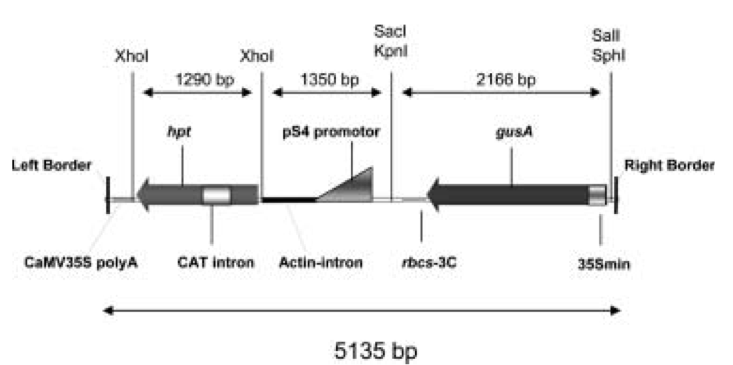 SacI
KpnI
SalI
SphI
XhoI
XhoI
1290 bp
1350 bp
2166 bp
hpt
pS4 promotor
gusA
Left Border
Right Border
CaMV35S polyA
CAT intron
Actin-intron
rbcs-3C
35Smin
5135 bp